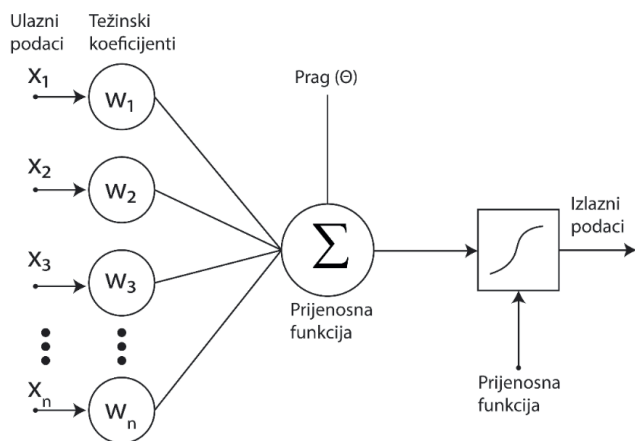 Ulazni
podaci
Težinski
koeficijenti
X1
W1
X2
W2
X3
W3
Xn
Wn
Prag (Θ)
Σ
Prijenosna
funkcija
Izlazni
podaci
Prijenosna
funkcija